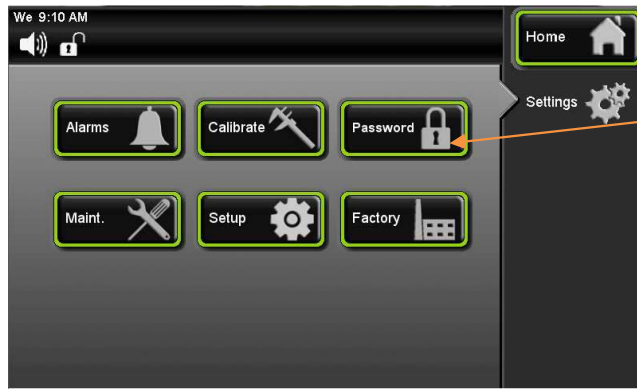 We 9:10 AM
Home
Settings
Alarms
Calibrate
Password
Maint.
Setup
Factory